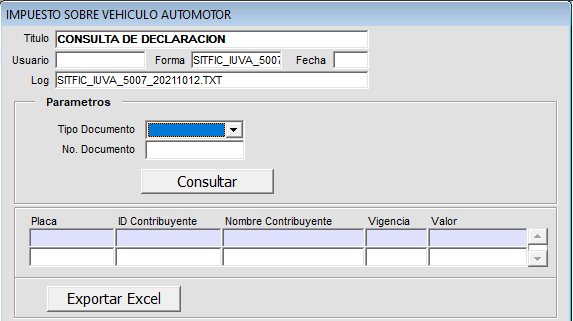 IMPUESTO SOBRE VEHICULO AUTOMOTOR
Titulo CONSULTA DE DECLARACION
Usuario Forma SITFIC_IUVA_5007 Fecha
Log SITFIC_IUVA_5007_20211012.TXT
Parametros
Tipo Documento
No. Documento
Consultar
Placa ID Contribuyente Nombre Contribuyente Vigencia Valor
Exportar Excel